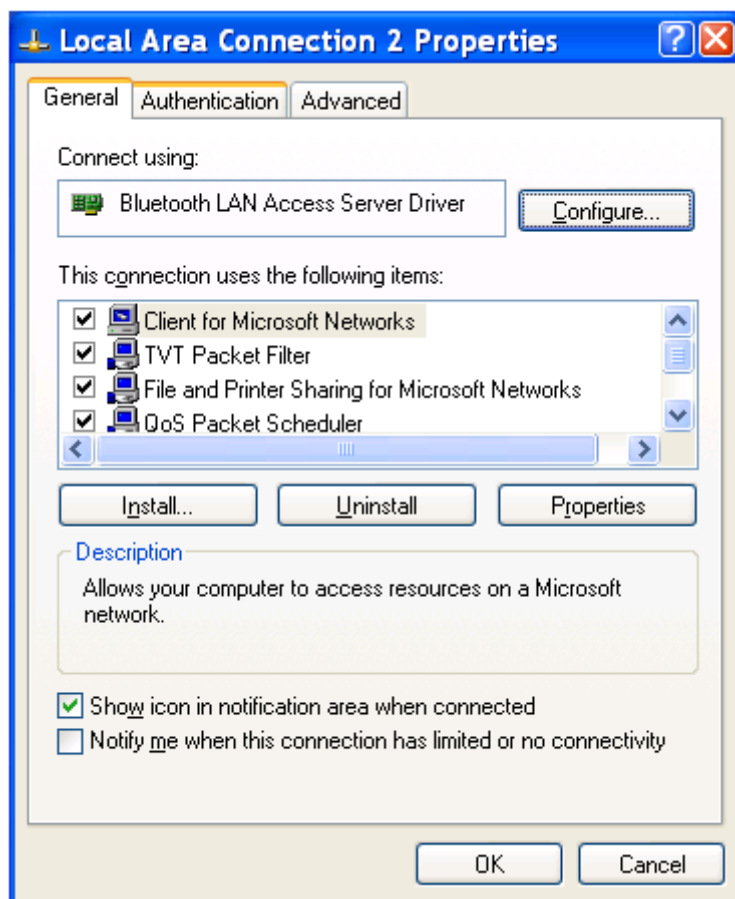 Local Area Connection 2 Properties
General Authentication Advanced
Connect using:
Bluetooth LAN Access Server Driver
Configure...
This connection uses the following items:
Client for Microsoft Networks
TVT Packet Filter
File and Printer Sharing for Microsoft Networks
QoS Packet Scheduler
Install... Uninstall Properties
Description
Allows your computer to access resources on a Microsoft
network.
Show icon in notification area when connected
Notify me when this connection has limited or no connectivity
OK Cancel